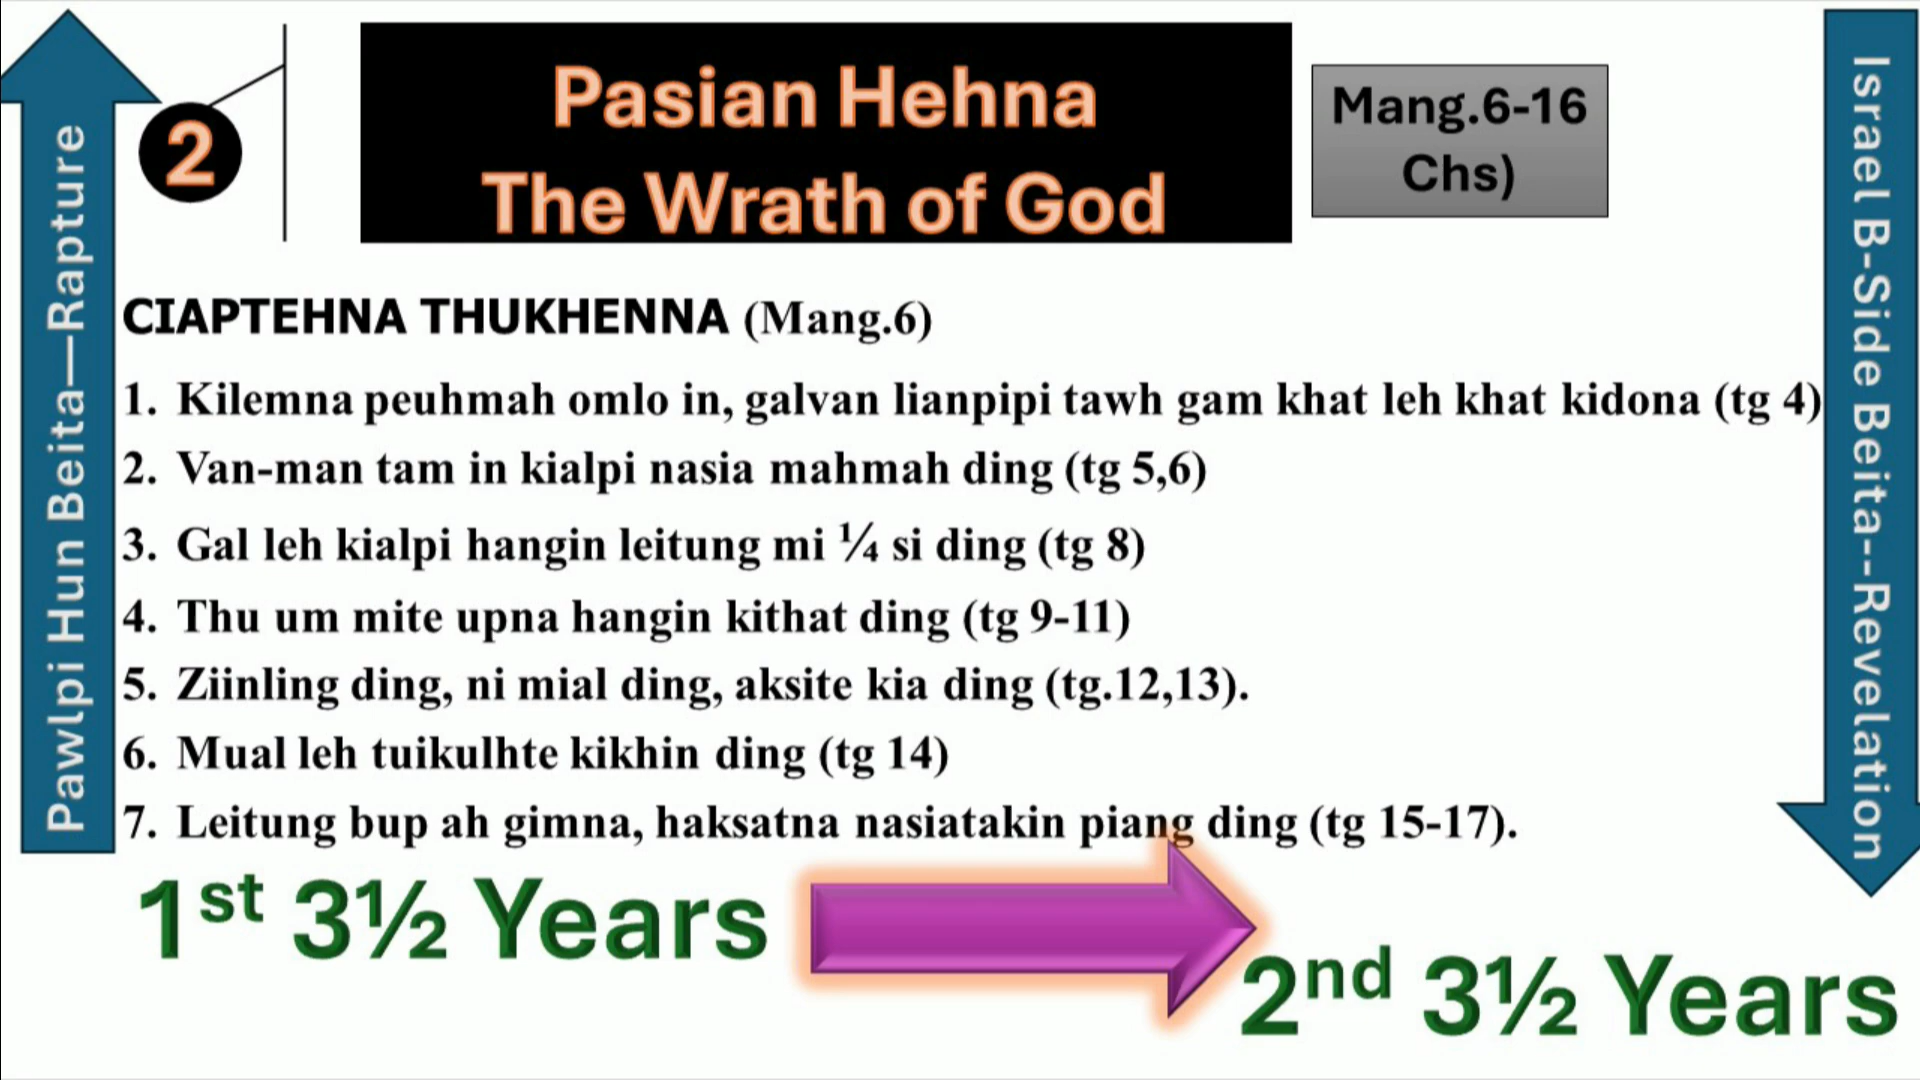 Pawlpi Hun Beita—Rapture
2
Pasian Hehna
The Wrath of God
Mang.6-16
Chs)
Israel B-Side Beita--Revelation
CIAPTEHNA THUKHENNA (Mang.6)
1. Kilemna peuhmah omlo in, galvan lianpipi tawh gam khat leh khat kidona (tg 4)
2. Van-man tam in kialpi nasia mahmah ding (tg 5,6)
3. Gal leh kialpi hangin leitung mi ¼ si ding (tg 8)
4. Thu um mite upna hangin kithat ding (tg 9-11)
5. Ziinling ding, ni mial ding, aksite kia ding (tg.12,13).
6. Mual leh tuikulhte kikhin ding (tg 14)
7. Leitung bup ah gimna, haksatna nasiatakin piang ding (tg 15-17).
1st 3½ Years
2nd 3½ Years